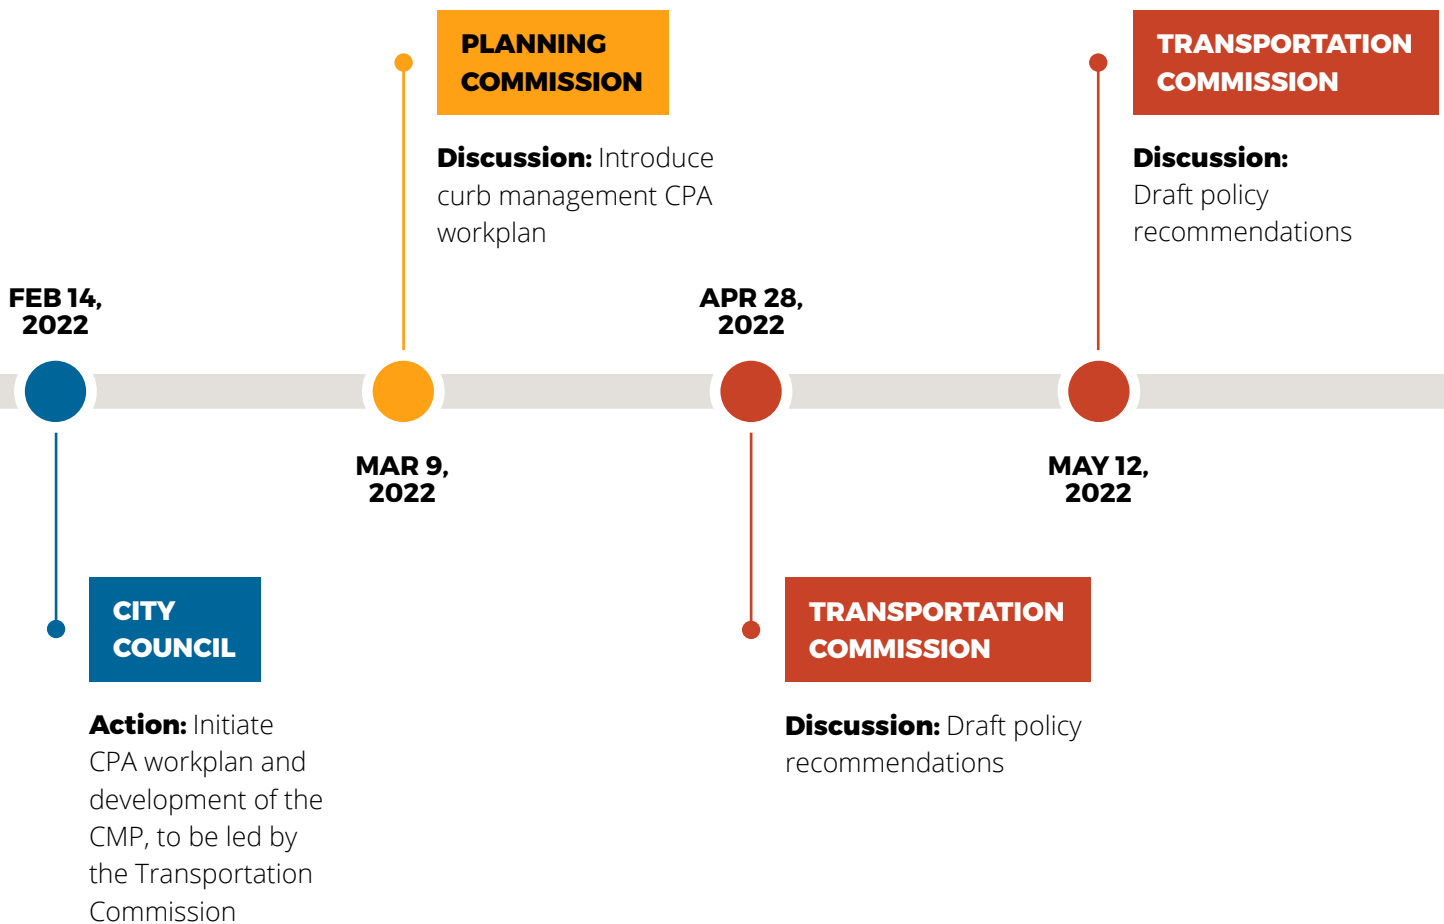 FEB 14,
2022
CITY
COUNCIL
Action: Initiate
CPA workplan and
development of the
CMP, to be led by
the Transportation
Commission
PLANNING
COMMISSION
Discussion: Introduce
curb management CPA
workplan
MAR 9,
2022
APR 28,
2022
TRANSPORTATION
COMMISSION
Discussion: Draft policy
recommendations
TRANSPORTATION
COMMISSION
Discussion:
Draft policy
recommendations
MAY 12,
2022